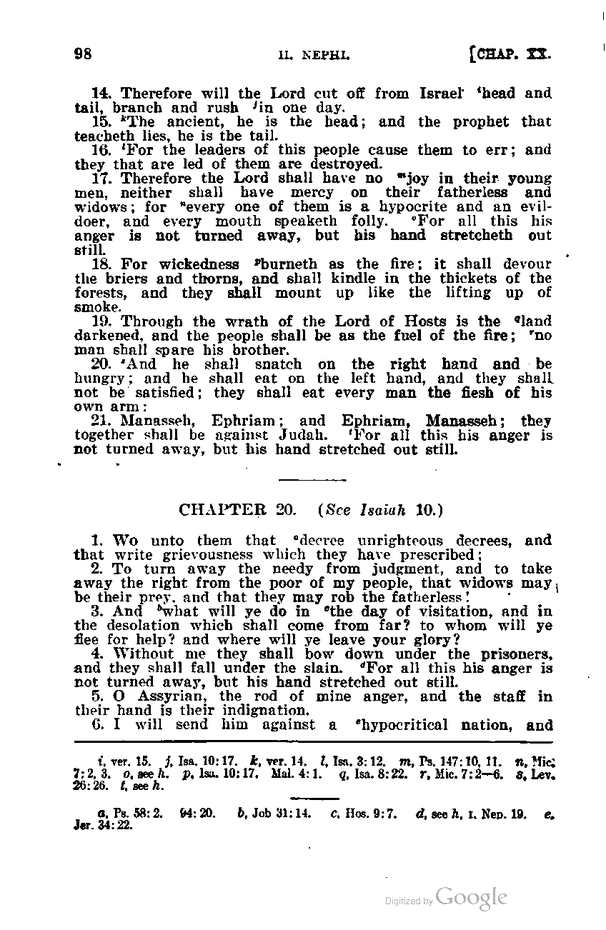 98 II. NEPHI. [CHAP. XX.
14. Therefore will the Lord cut off from Israel ihead and
tail, branch and rush jin one day.
15. kThe ancient, he is the head; and the prophet that
teacheth lies, he is the tail.
16. lFor the leaders of this people cause them to err; and
they that are led of them are destroyed.
17. Therefore the Lord shall have no mjoy in their young
men, neither shall have mercy on their fatherless and
widows; for nevery one of them is a hypocrite and an evil-
doer, and every mouth speaketh folly. oFor all this his
anger is not turned away, but his hand stretcheth out
still.
18. For wickedness pburneth as the fire; it shall devour
the briers and thorns, and shall kindle in the thickets of the
forests, and they shall mount up like the lifting up of
smoke.
19. Through the wrath of the Lord of Hosts is the qland
darkened, and the people shall be as the fuel of the fire; rno
man shall spare his brother.
20. sAnd he shall snatch on the right hand and be
hungry; and he shall eat on the left hand, and they shall
not be satisfied; they shall eat every man the flesh of his
own arm:
21. Manasseh, Ephriam; and Ephriam, Manasseh; they
together shall be against Judah. tFor all this his anger is
not turned away, but his hand stretched out still.
CHAPTER 20. (See Isaiah 10.)
1. Wo unto them that adecree unrighteous decrees, and
that write grievousness which they have prescribed;
2. To turn away the needy from judgment, and to take
away the right from the poor of my people, that widows may
be their prey, and that they may rob the fatherless!
3. And bwhat will ye do in cthe day of visitation, and in
the desolation which shall come from far? to whom will ye
flee for help? and where will ye leave your glory?
4. Without me they shall bow down under the prisoners,
and they shall fall under the slain. dFor all this his anger is
not turned away, but his hand stretched out still.
5. O Assyrian, the rod of mine anger, and the staff in
their hand is their indignation.
6. I will send him against a ehypocritical nation, and
i, ver. 15. j, Isa. 10:17. k, ver. 14. l, Isa. 3:12. m, Ps. 147:10, 11. n, Mic.
7:2, 3. o, see h. p, Isa. 10:17. Mal. 4:1. q, Isa. 8:22. r, Mic. 7:2—6. s, Lev.
26:26. t, see h.
a, Ps. 58:2. 94:20. b, Job 31:14. c, Hos. 9:7. d, see h, I. Nep. 19. e,
Jer. 34:22.
Digitized by Google